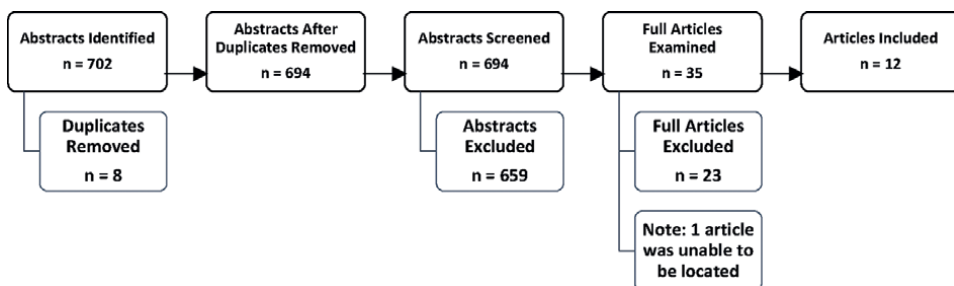 Abstracts Identified
n = 702
Abstracts After
Duplicates Removed
n = 694
Abstracts Screened
n = 694
Full Articles
Examined
n = 35
Articles Included
n = 12
Duplicates
Removed
n = 8
Abstracts
Excluded
n = 659
Full Articles
Excluded
n = 23
Note: 1 article
was unable to
be located